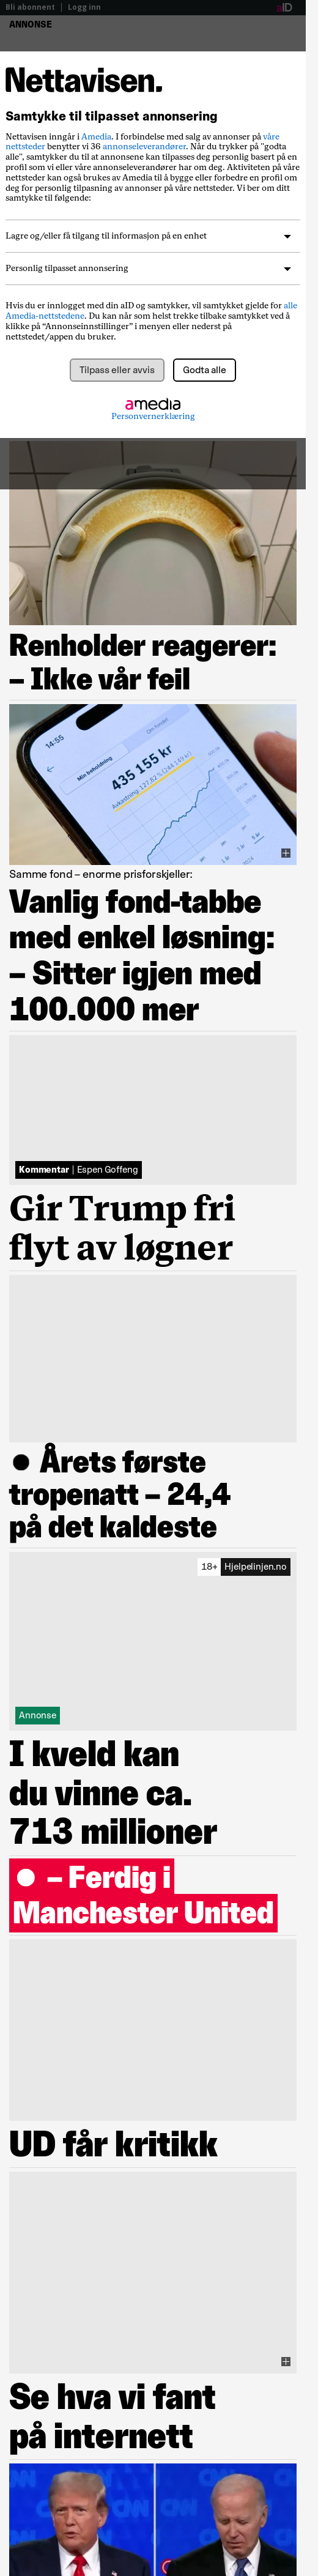 Bli abonnent | Logg inn
aID
ANNONSE
Nettavisen.
Samtykke til tilpasset annonsering
Nettavisen inngår i Amedia. I forbindelse med salg av annonser på våre
nettsteder benytter vi 36 annonseleverandører. Når du trykker på "godta
alle", samtykker du til at annonsene kan tilpasses deg personlig basert på en
profil som vi eller våre annonseleverandører har om deg. Aktiviteten på våre
nettsteder kan også brukes av Amedia til å bygge eller forbedre en profil om
deg for personlig tilpasning av annonser på våre nettsteder. Vi ber om ditt
samtykke til følgende:
Lagre og/eller få tilgang til informasjon på en enhet
Personlig tilpasset annonsering
Hvis du er innlogget med din aID og samtykker, vil samtykket gjelde for alle
Amedia-nettstedene. Du kan når som helst trekke tilbake samtykket ved å
klikke på “Annonseinnstillinger” i menyen eller nederst på
nettstedet/appen du bruker.
Tilpass eller avvis
Godta alle
amedia
Personvernerklæring
Renholder reagerer:
– Ikke vår feil
14:55
Om fondet
Min beholdning
435 155 kr
Avkastning 127,82 % (244 149 kr)
Samme fond – enorme prisforskjeller:
Vanlig fond-tabbe
med enkel løsning:
– Sitter igjen med
100.000 mer
Kommentar | Espen Goffeng
Gir Trump fri
flyt av løgner
● Årets første
tropenatt – 24,4
på det kaldeste
18+ Hjelpelinjen.no
Annonse
I kveld kan
du vinne ca.
713 millioner
● – Ferdig i
Manchester United
UD får kritikk
Se hva vi fant
på internett
CNN